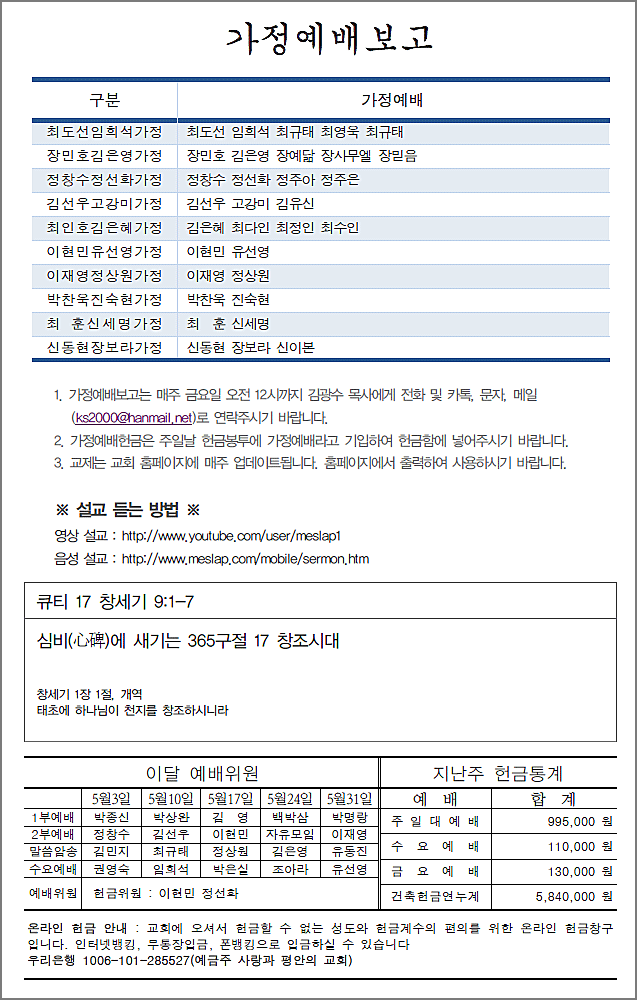 가정예배보고
구분 가정예배
최도선임희석가정 최도선 임희석 최규태 최영욱 최규태
장민호김은영가정 장민호 김은영 장예닮 장사무엘 장믿음
정창수정선화가정 정창수 정선화 정주아 정주은
김선우고강미가정 김선우 고강미 김유신
최인호김은혜가정 김은혜 최다인 최정인 최수인
이현민유선영가정 이현민 유선영
이재영정상원가정 이재영 정상원
박찬욱진숙현가정 박찬욱 진숙현
최 훈신세명가정 최 훈 신세명
신동현장보라가정 신동현 장보라 신이본
1. 가정예배보고는 매주 금요일 오전 12시까지 김광수 목사에게 전화 및 카톡, 문자, 메일
(ks2000@hanmail.net)로 연락주시기 바랍니다.
2. 가정예배헌금은 주일날 헌금봉투에 가정예배라고 기입하여 헌금함에 넣어주시기 바랍니다.
3. 교제는 교회 홈페이지에 매주 업데이트됩니다. 홈페이지에서 출력하여 사용하시기 바랍니다.
※ 설교 듣는 방법 ※
영상 설교 : http://www.youtube.com/user/meslap1
음성 설교 : http://www.meslap.com/mobile/sermon.htm
큐티 17 창세기 9:1-7
심비(心碑)에 새기는 365구절 17 창조시대
창세기 1장 1절, 개역
태초에 하나님이 천지를 창조하시니라
이달 예배위원
5월3일 5월10일 5월17일 5월24일 5월31일
1부예배 박종신 박상완 김 영 백박삼 박명랑
2부예배 정창수 김선우 이현민 자유모임 이재영
말씀암송 김민지 최규태 정상원 김은영 유동진
수요예배 권영숙 임희석 박은실 조아라 유선영
예배위원 헌금위원 : 이현민 정선화
지난주 헌금통계
예 배 합 계
주 일 대 예 배 995,000 원
수 요 예 배 110,000 원
금 요 예 배 130,000 원
건축헌금연누계 5,840,000 원
온라인 헌금 안내 : 교회에 오셔서 헌금할 수 없는 성도와 헌금계수의 편의를 위한 온라인 헌금창구
입니다. 인터넷뱅킹, 무통장입금, 폰뱅킹으로 입금하실 수 있습니다
우리은행 1006-101-285527(예금주 사랑과 평안의 교회)